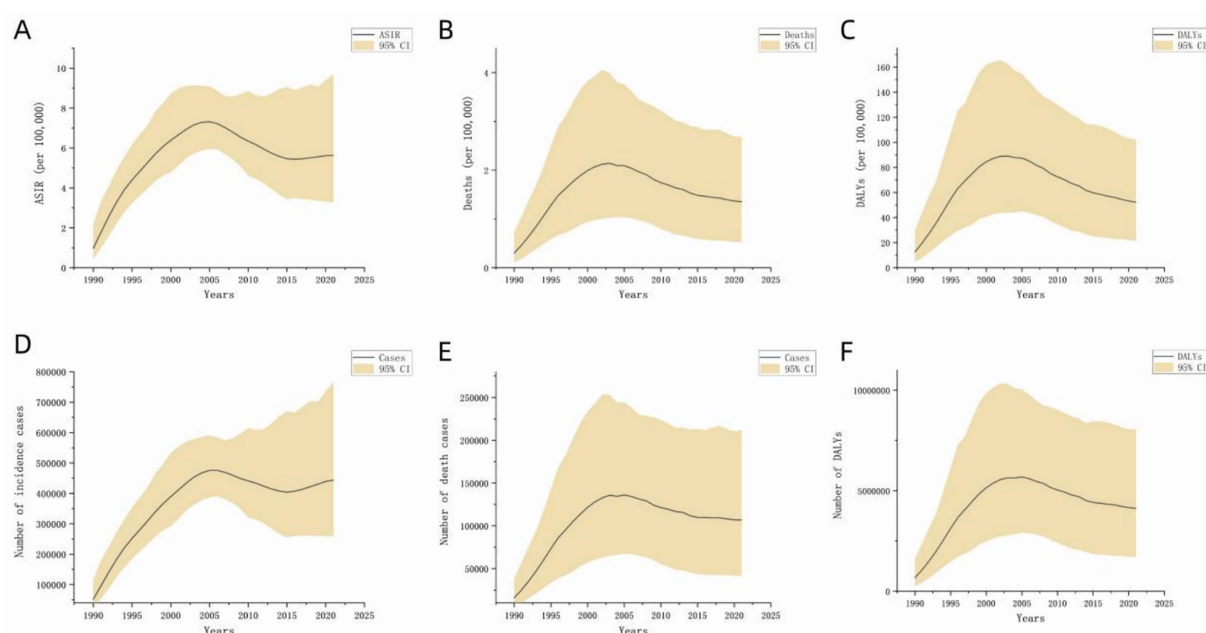 A
ASIR
95% CI
ASIR (per 100,000)
10
8
6
4
2
0
1990 1995 2000 2005 2010 2015 2020 2025
Years
B
Deaths
95% CI
Deaths (per 100,000)
4
2
0
1990 1995 2000 2005 2010 2015 2020 2025
Years
C
DALYs
95% CI
DALYs (per 100,000)
160
140
120
100
80
60
40
20
0
1990 1995 2000 2005 2010 2015 2020 2025
Years
D
Cases
95% CI
Number of incidence cases
800000
700000
600000
500000
400000
300000
200000
100000
1990 1995 2000 2005 2010 2015 2020 2025
Years
E
Cases
95% CI
Number of death cases
250000
200000
150000
100000
50000
1990 1995 2000 2005 2010 2015 2020 2025
Years
F
DALYs
95% CI
Number of DALYs
10000000
5000000
0
1990 1995 2000 2005 2010 2015 2020 2025
Years